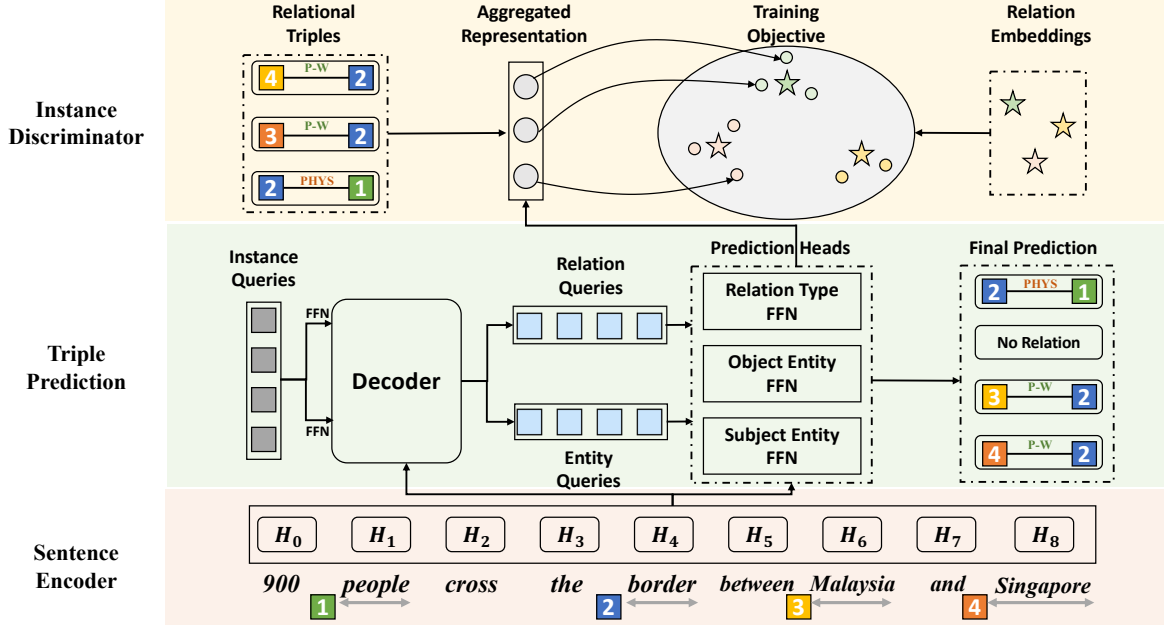 Relational
Triples
Aggregated
Representation
Training
Objective
Relation
Embeddings
Instance
Discriminator
4 P-W 2
3 P-W 2
2 PHYS 1
Instance
Queries
Relation
Queries
Prediction Heads
Final Prediction
Triple
Prediction
FFN
FFN
Decoder
Entity
Queries
Relation Type
FFN
Object Entity
FFN
Subject Entity
FFN
2 PHYS 1
No Relation
3 P-W 2
4 P-W 2
Sentence
Encoder
H0 H1 H2 H3 H4 H5 H6 H7 H8
900 people cross the border between Malaysia and Singapore
1 2 3 4